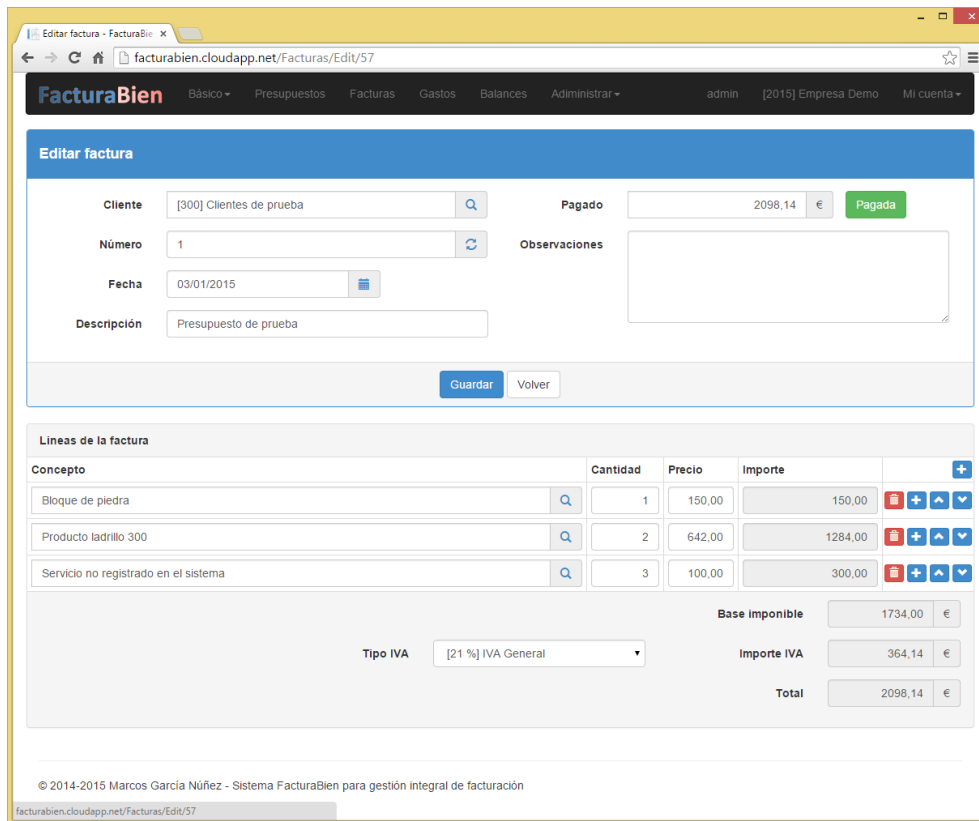 Editar factura - FacturaBie
facturabien.cloudapp.net/Facturas/Edit/57
FacturaBien Básico Presupuestos Facturas Gastos Balances Adiministrar admin [2015] Empresa Demo Mi cuenta
Editar factura
Cliente [300] Clientes de prueba Pagado 2098,14 € Pagada
Número 1 Observaciones
Fecha 03/01/2015
Descripción Presupuesto de prueba
Guardar Volver
Lineas de la factura
Concepto Cantidad Precio Importe
Bloque de piedra 1 150,00 150,00
Producto ladrillo 300 2 642,00 1284,00
Servicio no registrado en el sistema 3 100,00 300,00
Base imponible 1734,00 €
Tipo IVA [21 %] IVA General Importe IVA 364,14 €
Total 2098,14 €
© 2014-2015 Marcos García Núñez - Sistema FacturaBien para gestión integral de facturación
facturabien.cloudapp.net/Facturas/Edit/57